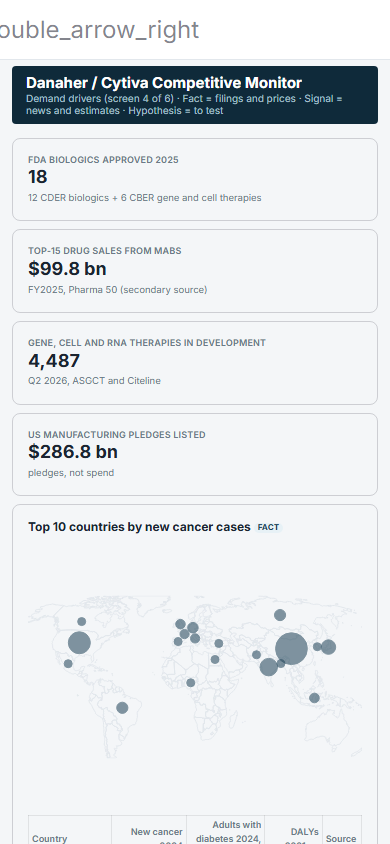 ouble_arrow_right
Danaher / Cytiva Competitive Monitor
Demand drivers (screen 4 of 6) · Fact = filings and prices · Signal =
news and estimates · Hypothesis = to test
FDA BIOLOGICS APPROVED 2025
18
12 CDER biologics + 6 CBER gene and cell therapies
TOP-15 DRUG SALES FROM MABS
$99.8 bn
FY2025, Pharma 50 (secondary source)
GENE, CELL AND RNA THERAPIES IN DEVELOPMENT
4,487
Q2 2026, ASGCT and Citeline
US MANUFACTURING PLEDGES LISTED
$286.8 bn
pledges, not spend
Top 10 countries by new cancer cases FACT
Adults with
New cancer diabetes 2024, DALYs
Country Source